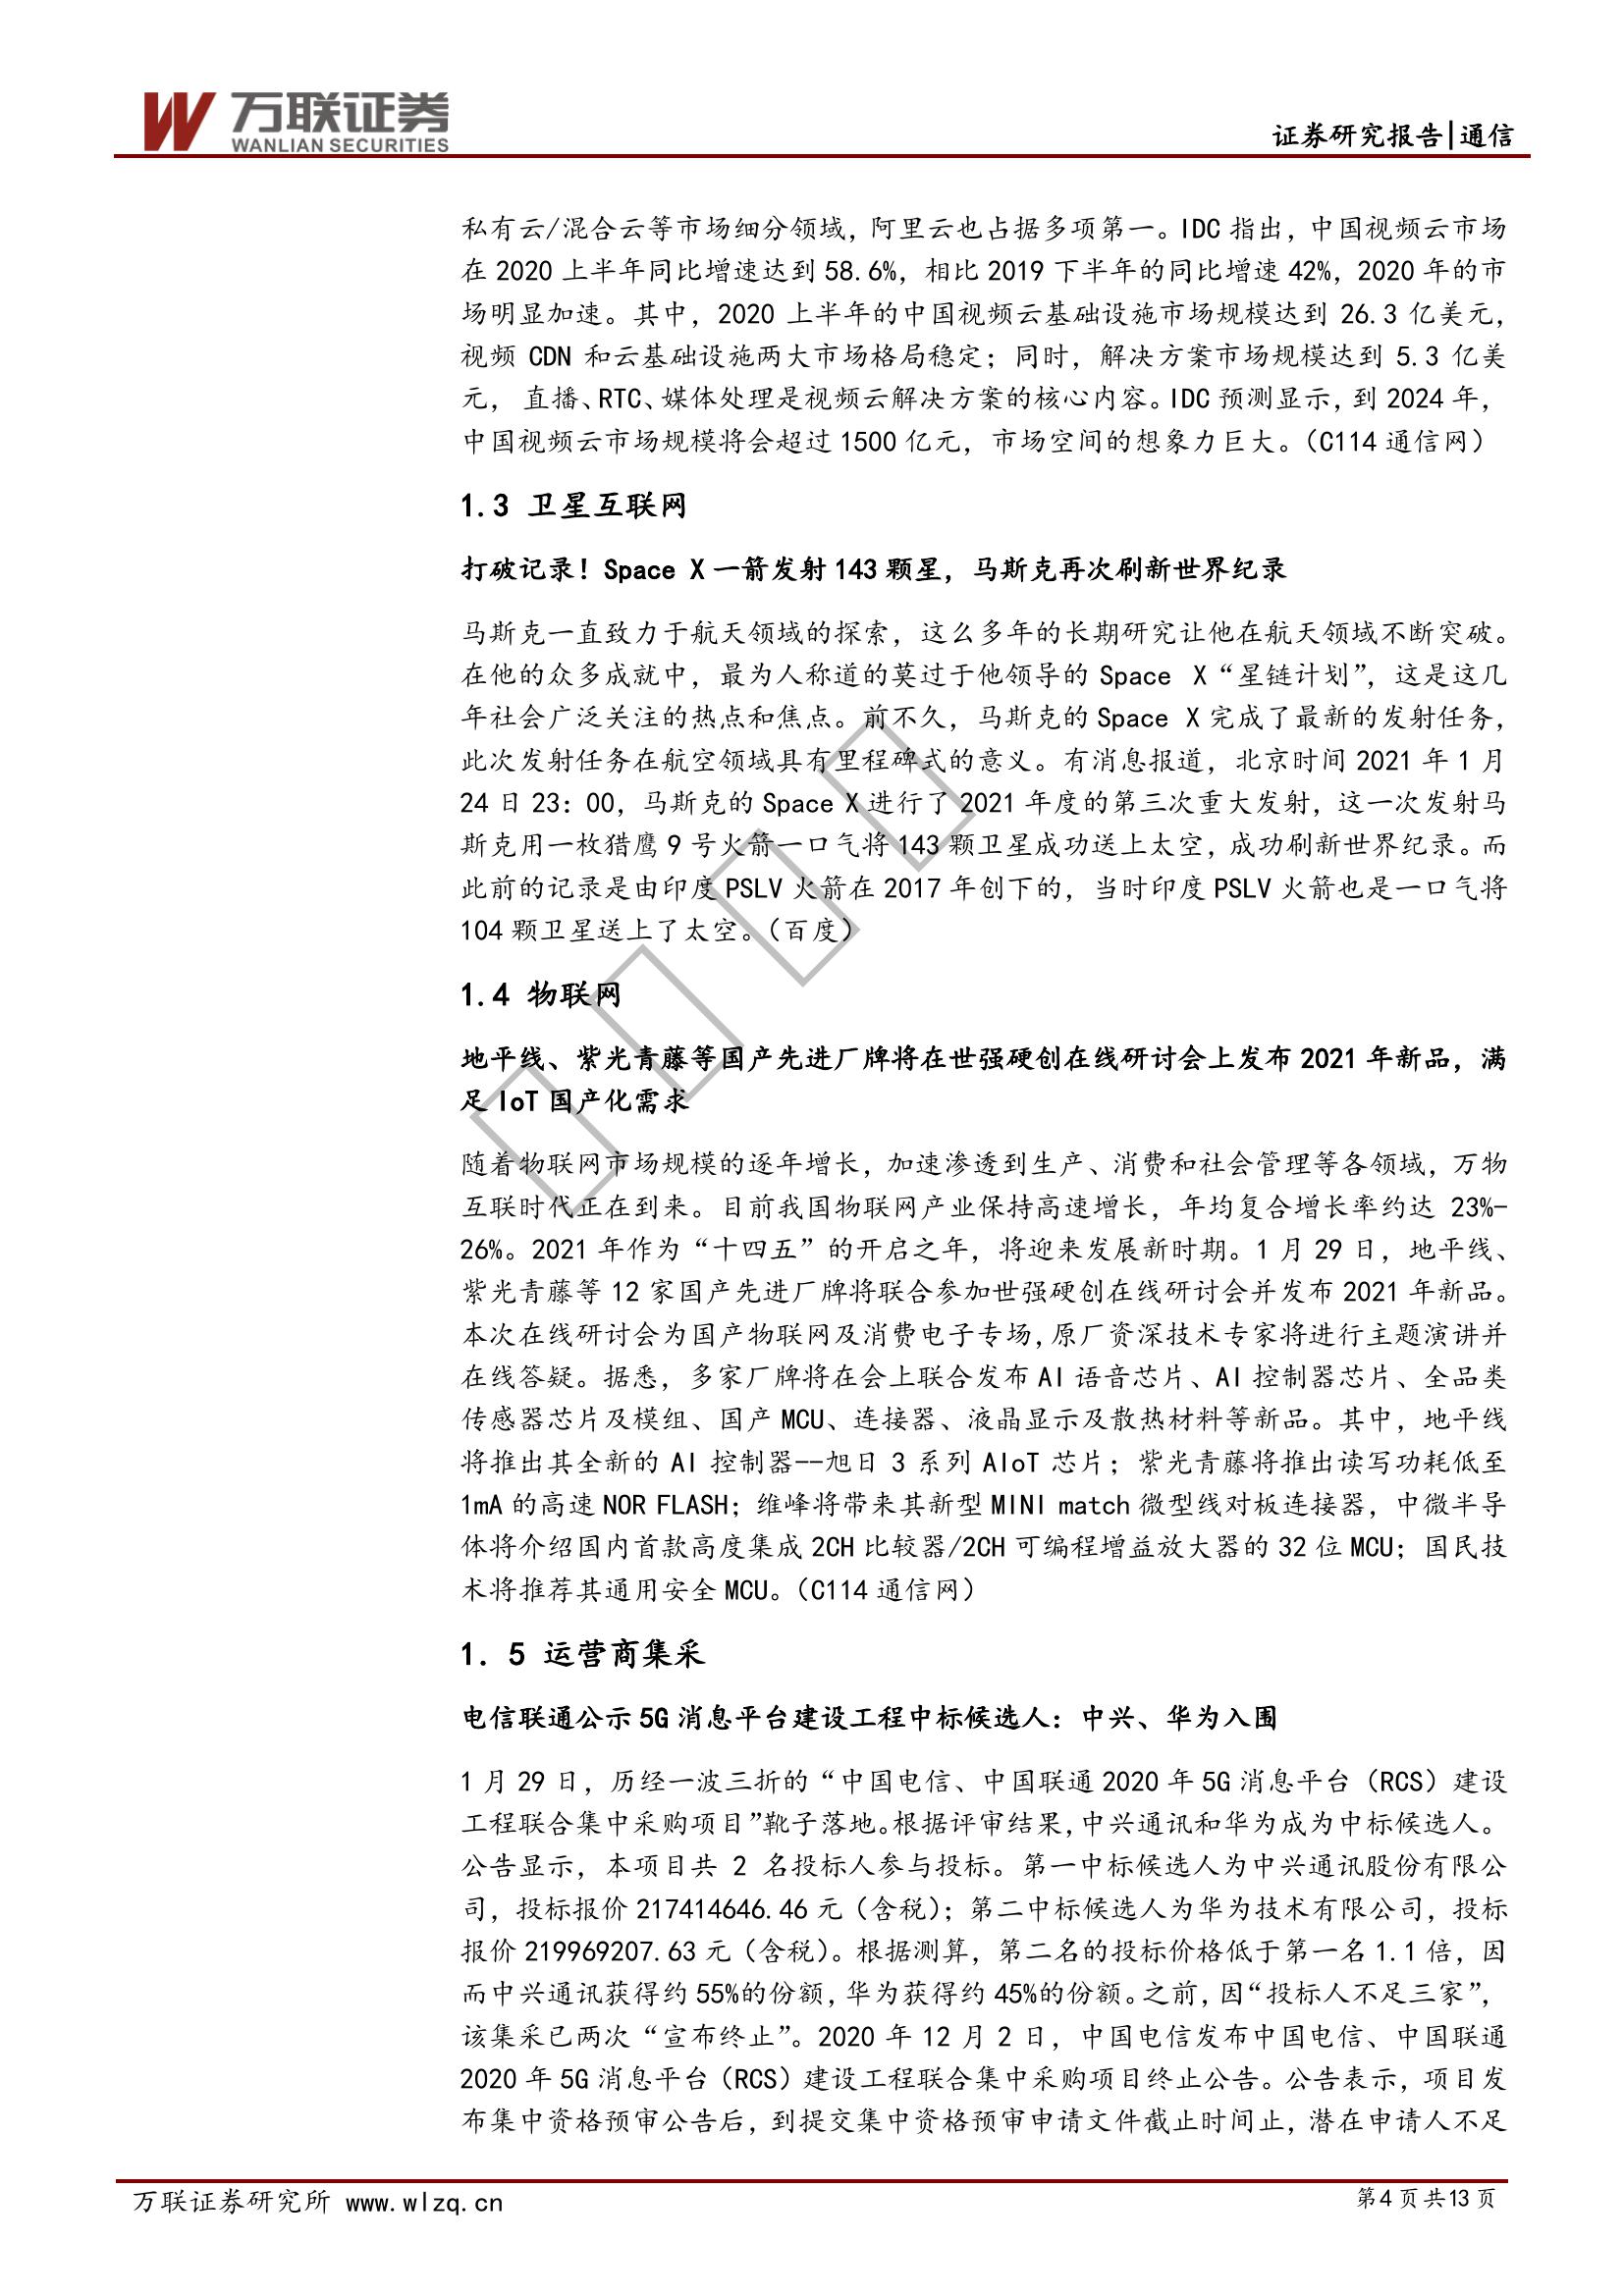 万联证券
WANLIAN SECURITIES
证券研究报告|通信
私有云/混合云等市场细分领域，阿里云也占据多项第一。IDC 指出，中国视频云市场
在 2020 上半年同比增速达到 58.6%，相比 2019 下半年的同比增速 42%，2020 年的市
场明显加速。其中，2020 上半年的中国视频云基础设施市场规模达到 26.3 亿美元，
视频 CDN 和云基础设施两大市场格局稳定；同时，解决方案市场规模达到 5.3 亿美
元， 直播、RTC、媒体处理是视频云解决方案的核心内容。IDC 预测显示，到 2024 年，
中国视频云市场规模将会超过 1500 亿元，市场空间的想象力巨大。（C114 通信网）
1.3 卫星互联网
打破记录！Space X 一箭发射 143 颗星，马斯克再次刷新世界纪录
马斯克一直致力于航天领域的探索，这么多年的长期研究让他在航天领域不断突破。
在他的众多成就中，最为人称道的莫过于他领导的 Space X“星链计划”，这是这几
年社会广泛关注的热点和焦点。前不久，马斯克的 Space X 完成了最新的发射任务，
此次发射任务在航空领域具有里程碑式的意义。有消息报道，北京时间 2021 年 1 月
24 日 23：00，马斯克的 Space X 进行了 2021 年度的第三次重大发射，这一次发射马
斯克用一枚猎鹰 9 号火箭一口气将 143 颗卫星成功送上太空，成功刷新世界纪录。而
此前的记录是由印度 PSLV 火箭在 2017 年创下的，当时印度 PSLV 火箭也是一口气将
104 颗卫星送上了太空。（百度）
1.4 物联网
地平线、紫光青藤等国产先进厂牌将在世强硬创在线研讨会上发布 2021 年新品，满
足 IoT 国产化需求
随着物联网市场规模的逐年增长，加速渗透到生产、消费和社会管理等各领域，万物
互联时代正在到来。目前我国物联网产业保持高速增长，年均复合增长率约达 23%-
26%。2021 年作为“十四五”的开启之年，将迎来发展新时期。1 月 29 日，地平线、
紫光青藤等 12 家国产先进厂牌将联合参加世强硬创在线研讨会并发布 2021 年新品。
本次在线研讨会为国产物联网及消费电子专场，原厂资深技术专家将进行主题演讲并
在线答疑。据悉，多家厂牌将在会上联合发布 AI 语音芯片、AI 控制器芯片、全品类
传感器芯片及模组、国产 MCU、连接器、液晶显示及散热材料等新品。其中，地平线
将推出其全新的 AI 控制器--旭日 3 系列 AIoT 芯片；紫光青藤将推出读写功耗低至
1mA 的高速 NOR FLASH；维峰将带来其新型 MINI match 微型线对板连接器，中微半导
体将介绍国内首款高度集成 2CH 比较器/2CH 可编程增益放大器的 32 位 MCU；国民技
术将推荐其通用安全 MCU。（C114 通信网）
1. 5 运营商集采
电信联通公示 5G 消息平台建设工程中标候选人：中兴、华为入围
1 月 29 日，历经一波三折的“中国电信、中国联通 2020 年 5G 消息平台（RCS）建设
工程联合集中采购项目”靴子落地。根据评审结果，中兴通讯和华为成为中标候选人。
公告显示，本项目共 2 名投标人参与投标。第一中标候选人为中兴通讯股份有限公
司，投标报价 217414646.46 元（含税）；第二中标候选人为华为技术有限公司，投标
报价 219969207.63 元（含税）。根据测算，第二名的投标价格低于第一名 1.1 倍，因
而中兴通讯获得约 55%的份额，华为获得约 45%的份额。之前，因“投标人不足三家”，
该集采已两次“宣布终止”。2020 年 12 月 2 日，中国电信发布中国电信、中国联通
2020 年 5G 消息平台（RCS）建设工程联合集中采购项目终止公告。公告表示，项目发
布集中资格预审公告后，到提交集中资格预审申请文件截止时间止，潜在申请人不足
万联证券研究所 www.wlzq.cn
第4 页 共13 页